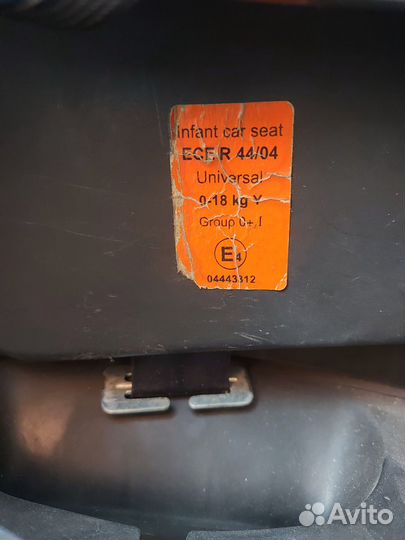 Infant car seat
ECE R 44/04
Universal
0-18 kg Y
Group 0+, I
E4
04443312
Avito